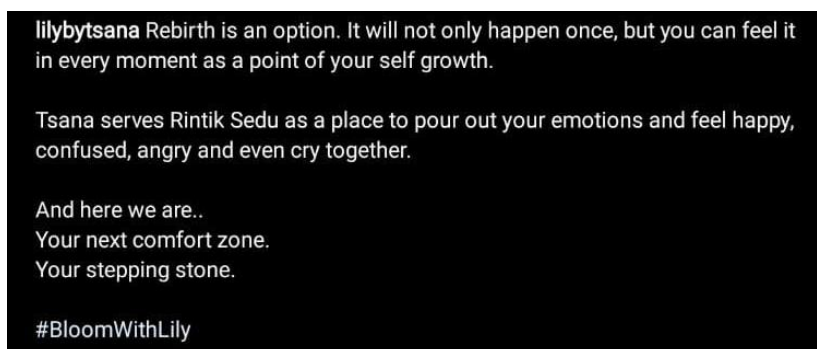 lilybytsana Rebirth is an option. It will not only happen once, but you can feel it
in every moment as a point of your self growth.
Tsana serves Rintik Sedu as a place to pour out your emotions and feel happy,
confused, angry and even cry together.
And here we are..
Your next comfort zone.
Your stepping stone.
#BloomWithLily